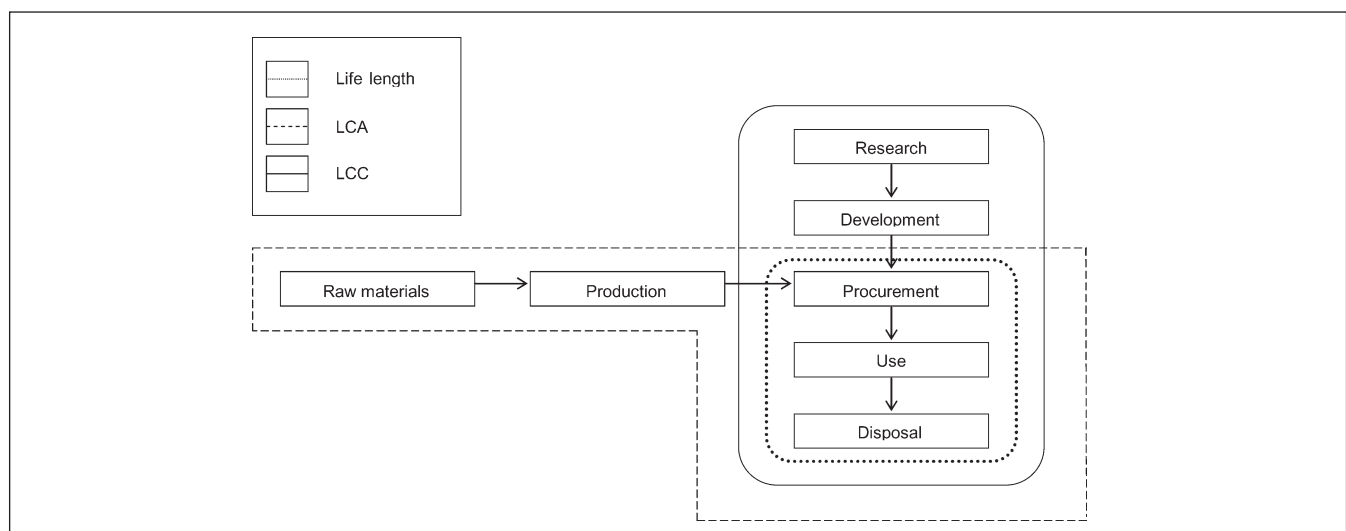 Life length
LCA
LCC
Research
Development
Raw materials
Production
Procurement
Use
Disposal